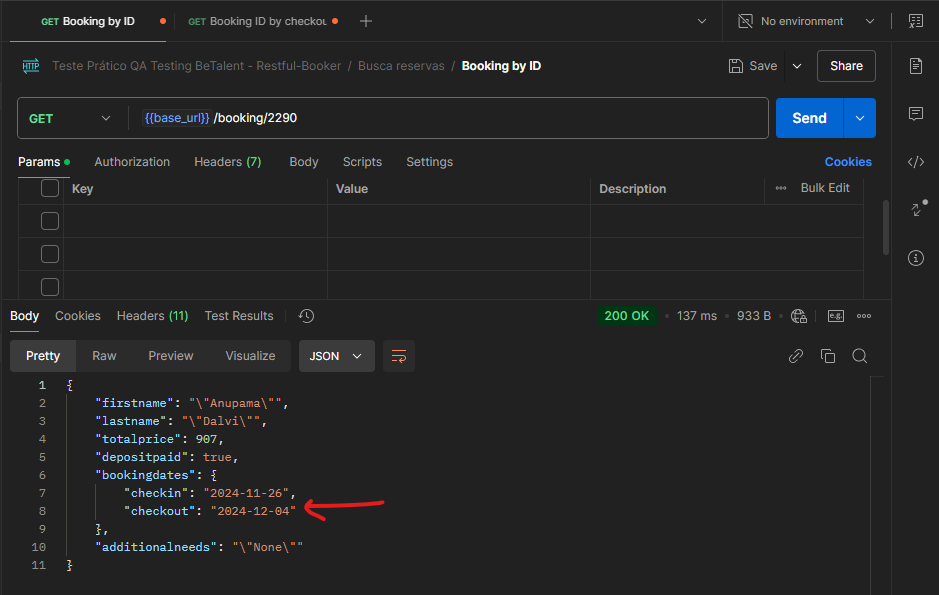 GET Booking by ID GET Booking ID by checkou No environment
HTTP Teste Prático QA Testing BeTalent - Restful-Booker / Busca reservas / Booking by ID Save Share
GET {{base_url}} /booking/2290 Send
Params Authorization Headers (7) Body Scripts Settings Cookies
Key Value Description Bulk Edit
Body Cookies Headers (11) Test Results 200 OK 137 ms 933 B e.g.
Pretty Raw Preview Visualize JSON
1 {
2 "firstname": "\"Anupama\"",
3 "lastname": "\"Dalvi\"",
4 "totalprice": 907,
5 "depositpaid": true,
6 "bookingdates": {
7 "checkin": "2024-11-26",
8 "checkout": "2024-12-04"
9 },
10 "additionalneeds": "\"None\""
11 }